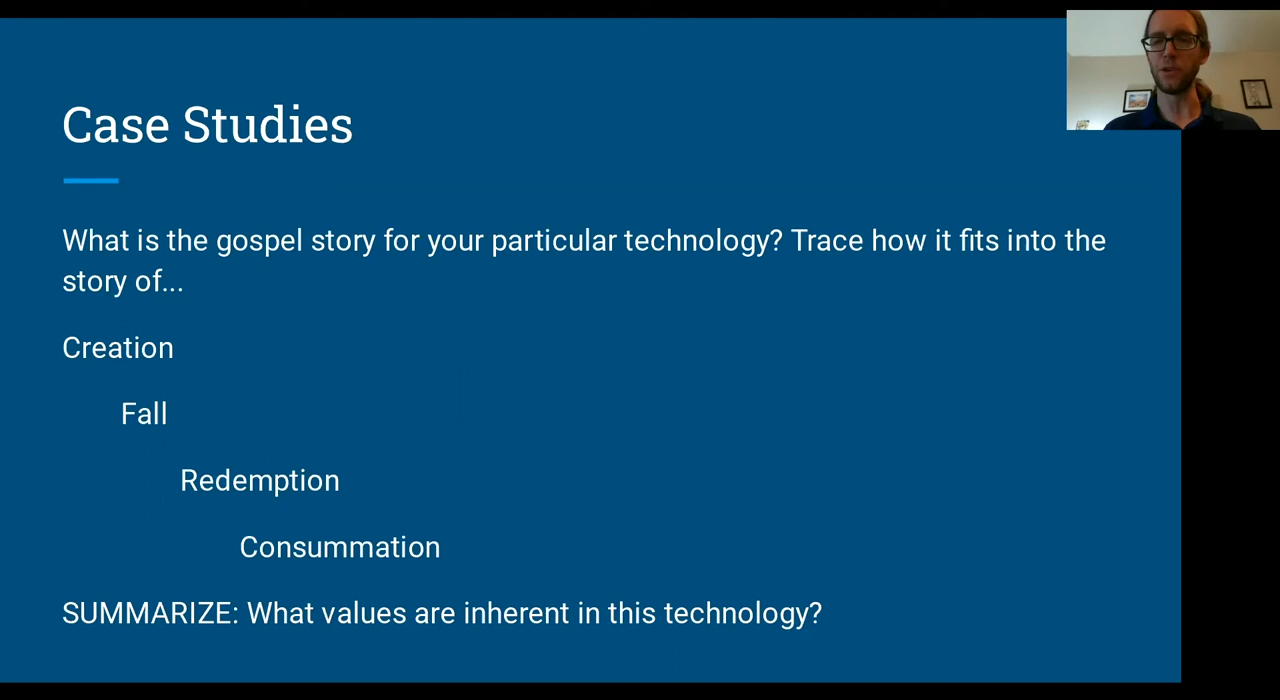 Case Studies
What is the gospel story for your particular technology? Trace how it fits into the
story of...
Creation
Fall
Redemption
Consummation
SUMMARIZE: What values are inherent in this technology?